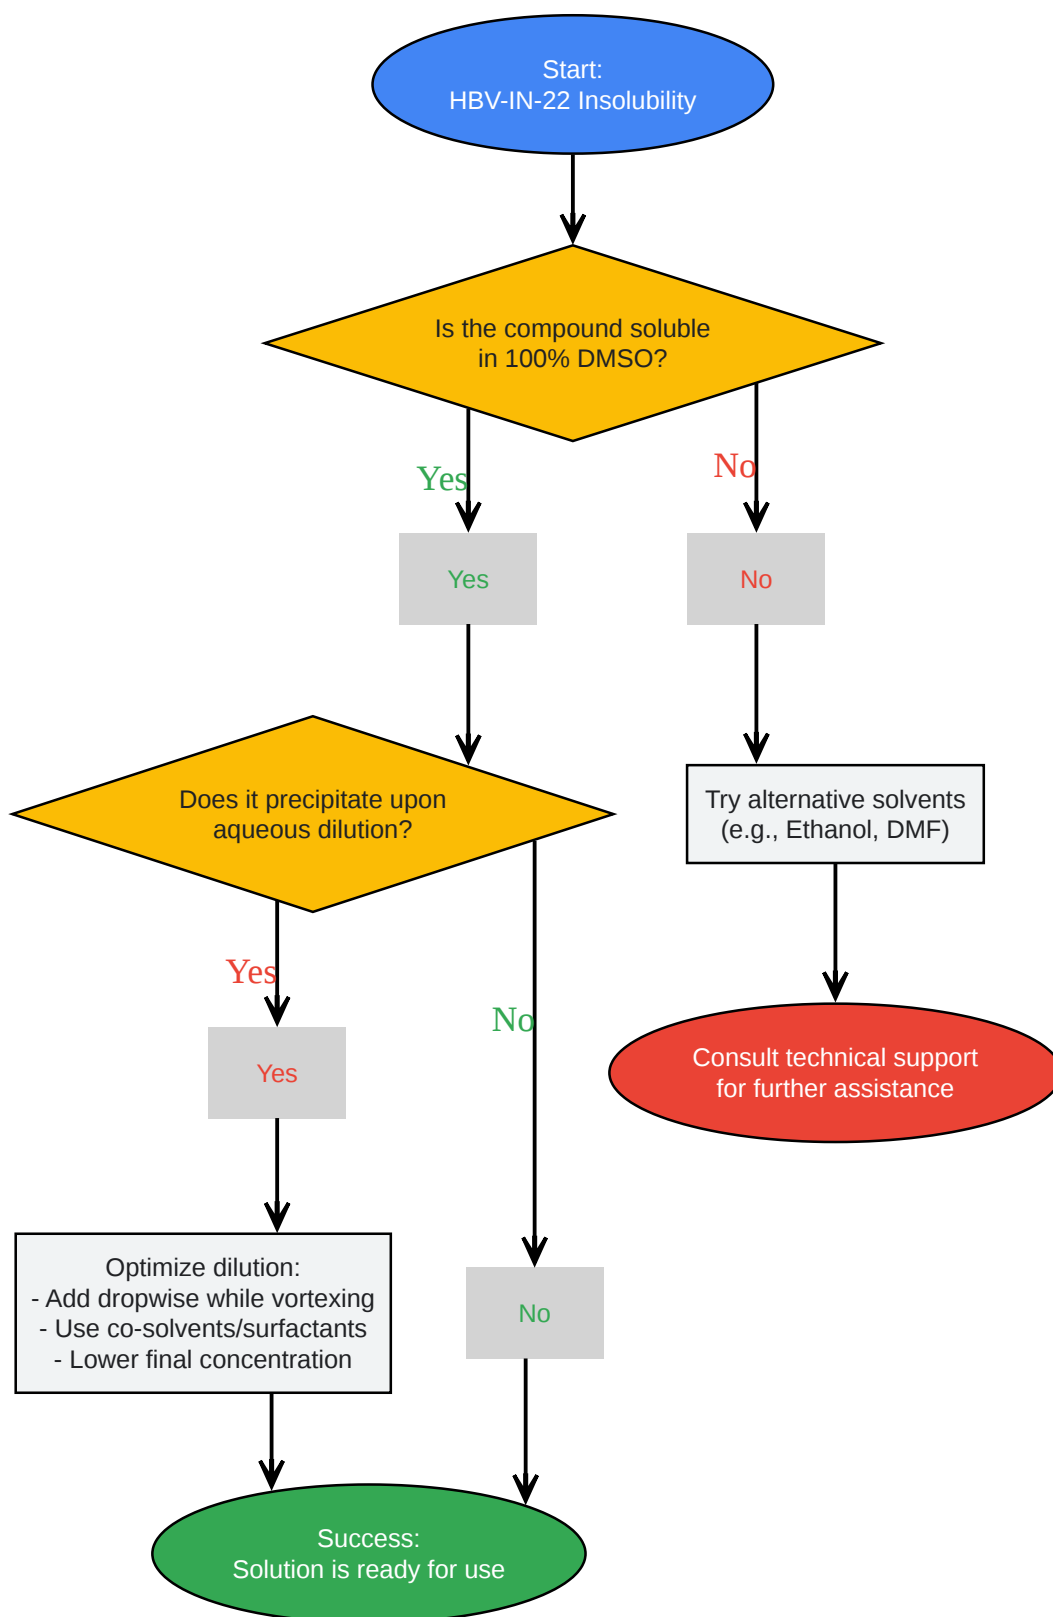 Start:
HBV-IN-22 Insolubility
Is the compound soluble
in 100% DMSO?
Yes
No
Yes
No
Does it precipitate upon
aqueous dilution?
Try alternative solvents
(e.g., Ethanol, DMF)
Yes
No
Yes
Consult technical support
for further assistance
Optimize dilution:
- Add dropwise while vortexing
- Use co-solvents/surfactants
- Lower final concentration
No
Success:
Solution is ready for use